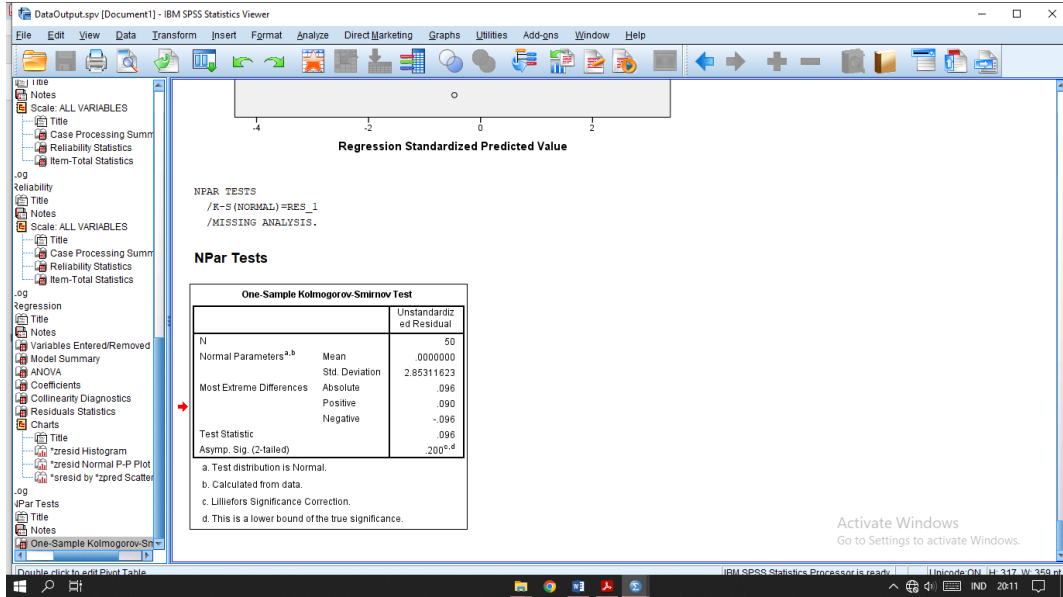 DataOutput.spv [Document1] - IBM SPSS Statistics Viewer
File Edit View Data Transform Insert Format Analyze Direct Marketing Graphs Utilities Add-ons Window Help
Title
Notes
Scale: ALL VARIABLES
Title
Case Processing Summ
Reliability Statistics
Item-Total Statistics
.og
Reliability
Title
Notes
Scale: ALL VARIABLES
Title
Case Processing Summ
Reliability Statistics
Item-Total Statistics
.og
Regression
Title
Notes
Variables Entered/Removed
Model Summary
ANOVA
Coefficients
Collinearity Diagnostics
Residuals Statistics
Charts
Title
*zresid Histogram
*zresid Normal P-P Plot
*sresid by *zpred Scatter
.og
NPar Tests
Title
Notes
One-Sample Kolmogorov-Sm
-4 -2 0 2
Regression Standardized Predicted Value
NPAR TESTS
/K-S(NORMAL)=RES_1
/MISSING ANALYSIS.
NPar Tests
One-Sample Kolmogorov-Smirnov Test
Unstandardiz
ed Residual
N 50
Normal Parameters a,b Mean .0000000
Std. Deviation 2.85311623
Most Extreme Differences Absolute .096
Positive .090
Negative -.096
Test Statistic .096
Asymp. Sig. (2-tailed) .200 c,d
a. Test distribution is Normal.
b. Calculated from data.
c. Lilliefors Significance Correction.
d. This is a lower bound of the true significance.
Activate Windows
Go to Settings to activate Windows.
Double click to edit Pivot Table
IBM SPSS Statistics Processor is ready
Unicode:ON H: 317, W: 359 pt
IND 20:11